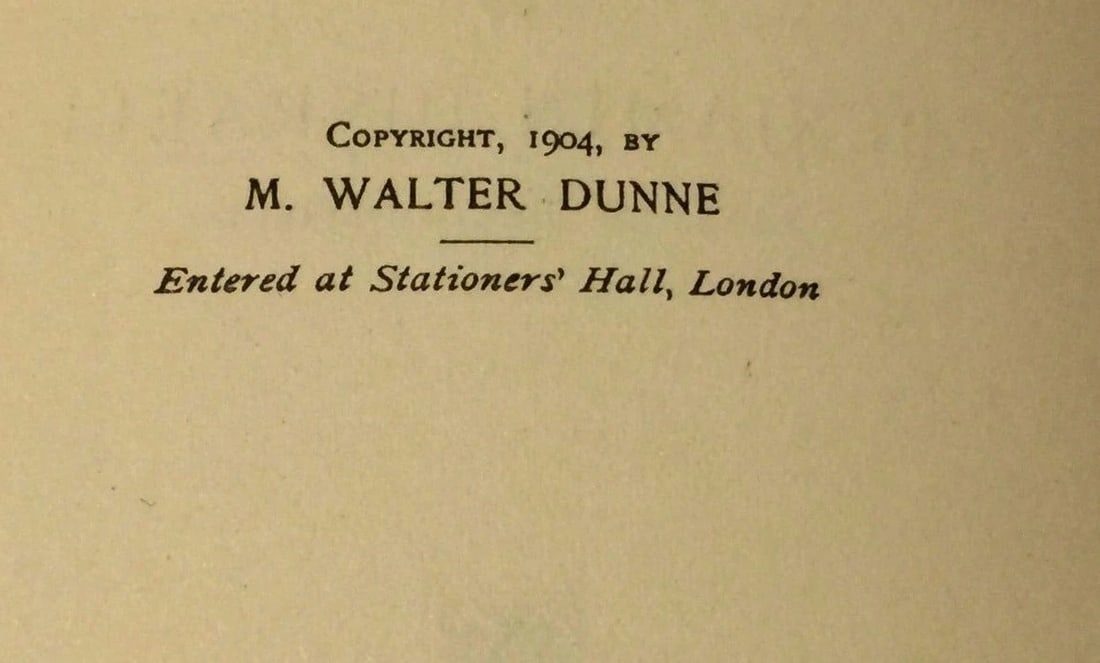 Copyright, 1904, by
M. WALTER DUNNE
Entered at Stationers' Hall, London